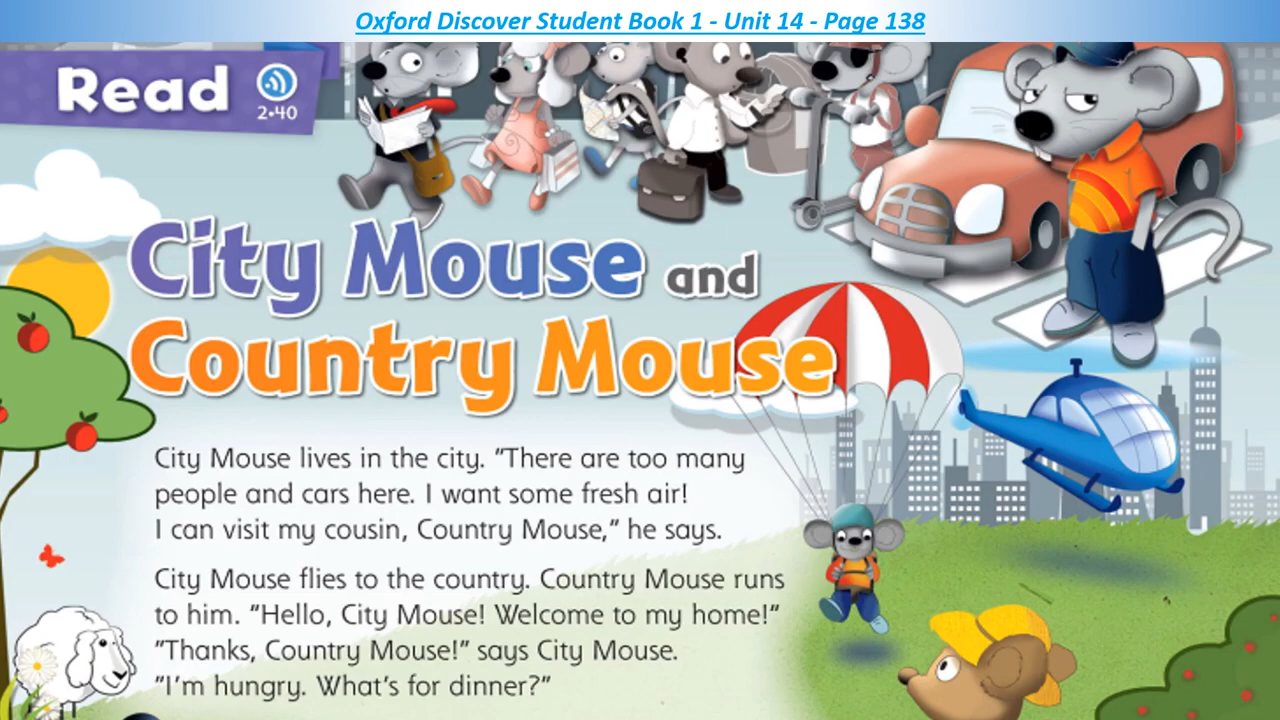 Oxford Discover Student Book 1 - Unit 14 - Page 138
Read
2•40
City Mouse and
Country Mouse
City Mouse lives in the city. "There are too many
people and cars here. I want some fresh air!
I can visit my cousin, Country Mouse," he says.
City Mouse flies to the country. Country Mouse runs
to him. "Hello, City Mouse! Welcome to my home!"
"Thanks, Country Mouse!" says City Mouse.
"I'm hungry. What's for dinner?"